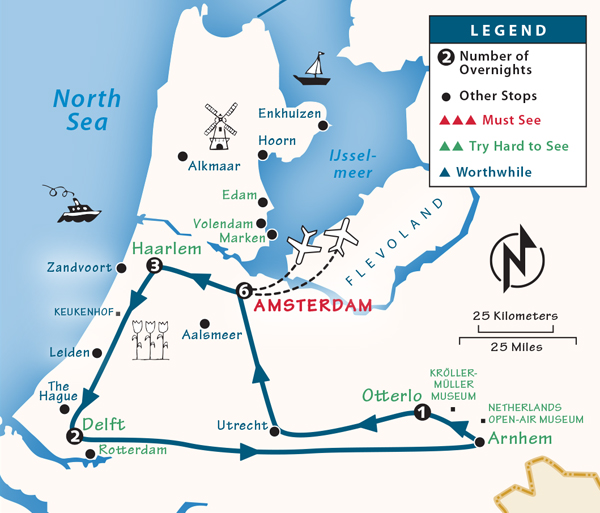 LEGEND
2 Number of
Overnights
Other Stops
Must See
Try Hard to See
Worthwhile
North
Sea
Enkhuizen
Hoorn
Alkmaar
IJssel-
meer
Edam
Volendam
Marken
FLEVOLAND
Haarlem
3
Zandvoort
6
AMSTERDAM
N
KEUKENHOF
Aalsmeer
25 Kilometers
25 Miles
Leiden
The
Hague
KRÖLLER-
MÜLLER
MUSEUM
Otterlo
1
NETHERLANDS
OPEN-AIR MUSEUM
Delft
2
Utrecht
Arnhem
Rotterdam